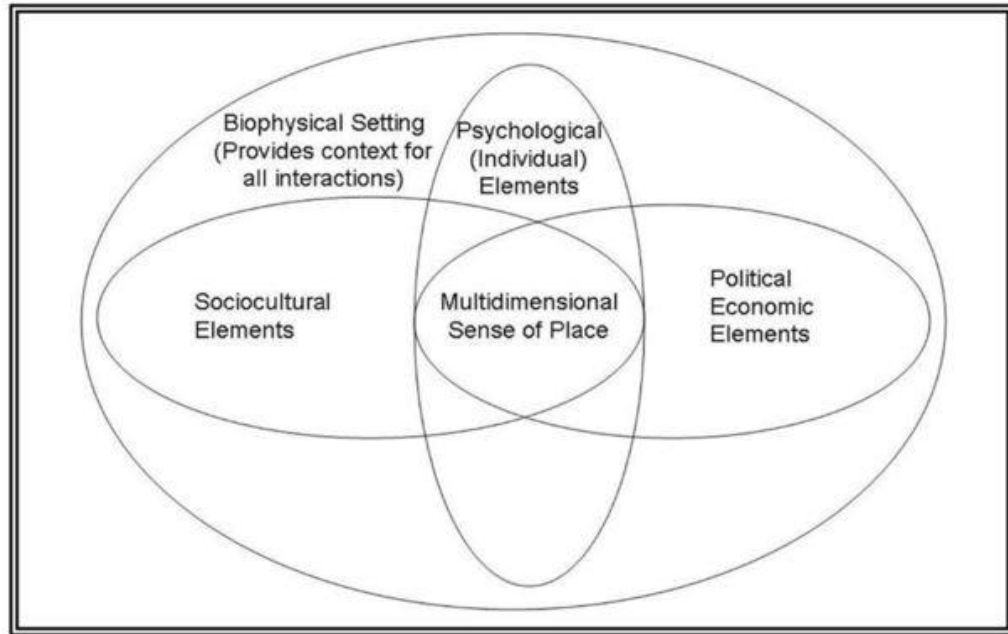 Biophysical Setting
(Provides context for
all interactions)
Psychological
(Individual)
Elements
Sociocultural
Elements
Multidimensional
Sense of Place
Political
Economic
Elements